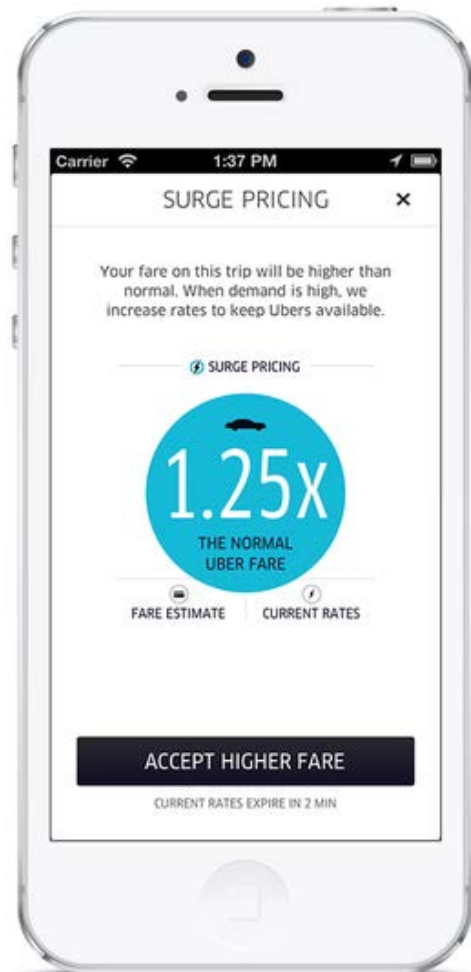 Carrier 1:37 PM
SURGE PRICING ×
Your fare on this trip will be higher than
normal. When demand is high, we
increase rates to keep Ubers available.
SURGE PRICING
1.25x
THE NORMAL
UBER FARE
FARE ESTIMATE CURRENT RATES
ACCEPT HIGHER FARE
CURRENT RATES EXPIRE IN 2 MIN